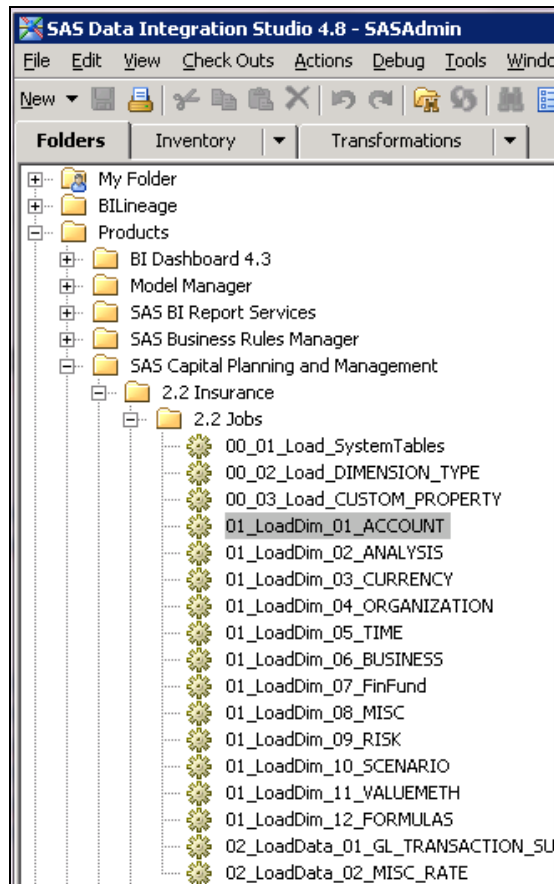 SAS Data Integration Studio 4.8 - SASAdmin
File Edit View Check Outs Actions Debug Tools Windo
New
Folders Inventory Transformations
My Folder
BILineage
Products
BI Dashboard 4.3
Model Manager
SAS BI Report Services
SAS Business Rules Manager
SAS Capital Planning and Management
2.2 Insurance
2.2 Jobs
00_01_Load_SystemTables
00_02_Load_DIMENSION_TYPE
00_03_Load_CUSTOM_PROPERTY
01_LoadDim_01_ACCOUNT
01_LoadDim_02_ANALYSIS
01_LoadDim_03_CURRENCY
01_LoadDim_04_ORGANIZATION
01_LoadDim_05_TIME
01_LoadDim_06_BUSINESS
01_LoadDim_07_FinFund
01_LoadDim_08_MISC
01_LoadDim_09_RISK
01_LoadDim_10_SCENARIO
01_LoadDim_11_VALUEMETH
01_LoadDim_12_FORMULAS
02_LoadData_01_GL_TRANSACTION_SU
02_LoadData_02_MISC_RATE